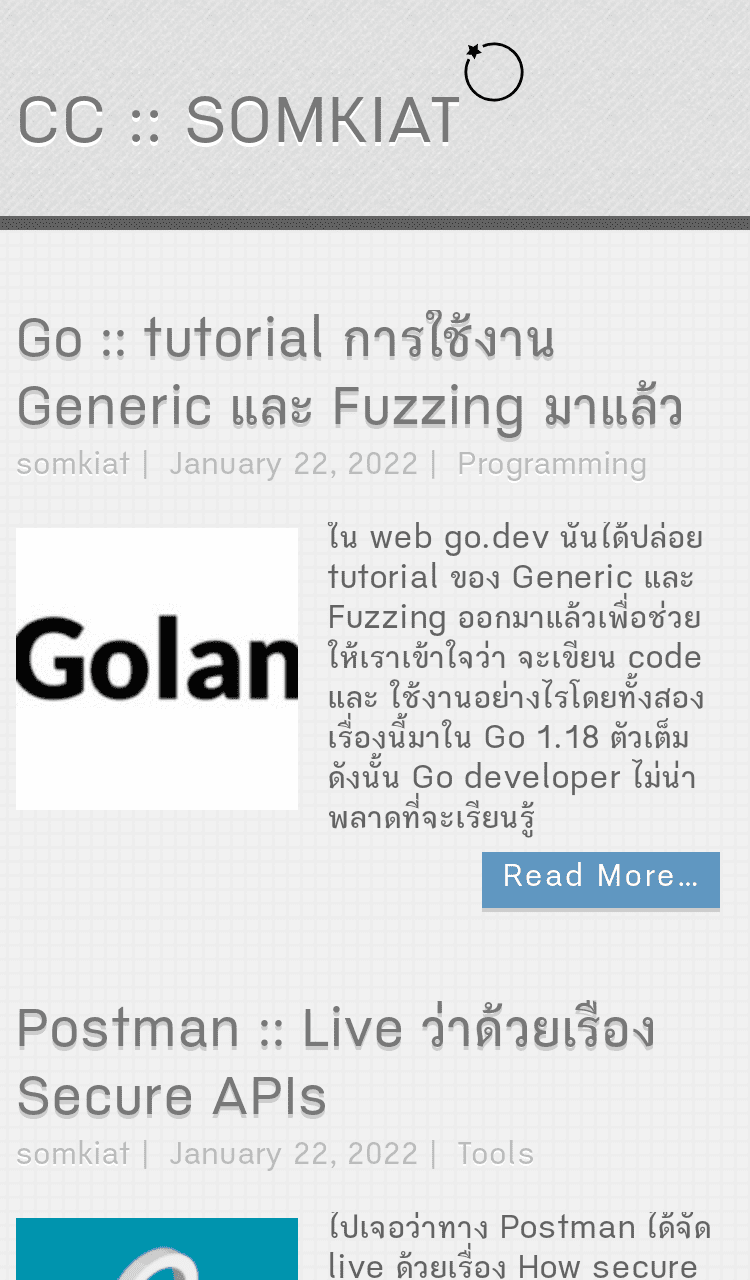 CC :: SOMKIAT
Go :: tutorial การใช้งาน
Generic และ Fuzzing มาแล้ว
somkiat | January 22, 2022 | Programming
Golan
ใน web go.dev นั้นได้ปล่อย
tutorial ของ Generic และ
Fuzzing ออกมาแล้วเพื่อช่วย
ให้เราเข้าใจว่า จะเขียน code
และ ใช้งานอย่างไรโดยทั้งสอง
เรื่องนี้มาใน Go 1.18 ตัวเต็ม
ดังนั้น Go developer ไม่น่า
พลาดที่จะเรียนรู้
Read More…
Postman :: Live ว่าด้วยเรื่อง
Secure APIs
somkiat | January 22, 2022 | Tools
ไปเจอว่าทาง Postman ได้จัด
live ด้วยเรื่อง How secure